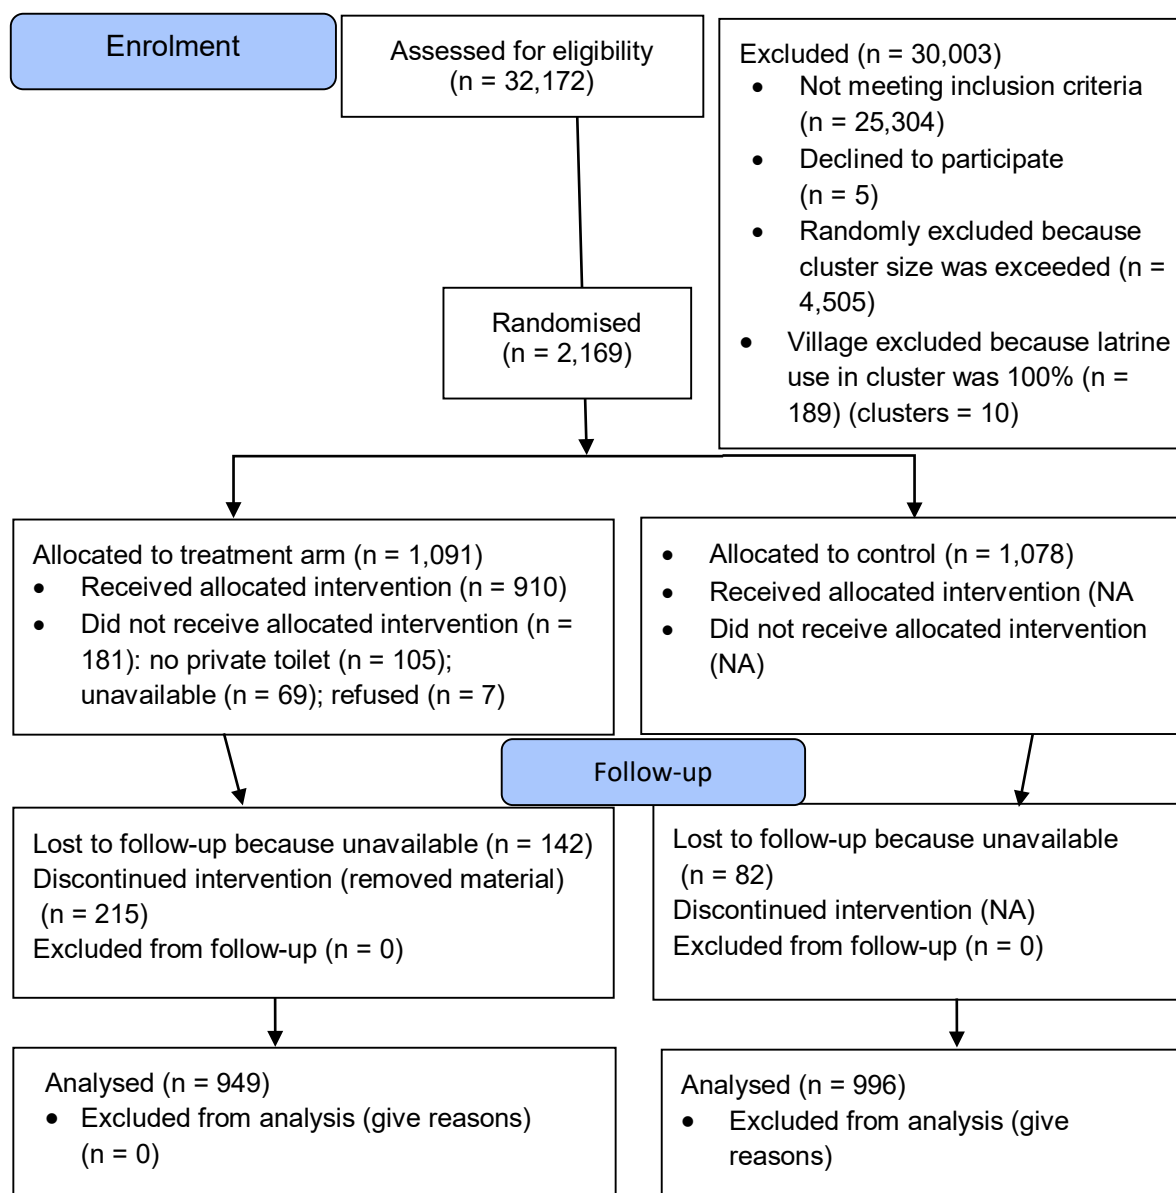 Enrolment
Assessed for eligibility
(n = 32,172)
Excluded (n = 30,003)
• Not meeting inclusion criteria
(n = 25,304)
• Declined to participate
(n = 5)
• Randomly excluded because
cluster size was exceeded (n =
4,505)
• Village excluded because latrine
use in cluster was 100% (n =
189) (clusters = 10)
Randomised
(n = 2,169)
Allocated to treatment arm (n = 1,091)
• Received allocated intervention (n = 910)
• Did not receive allocated intervention (n =
181): no private toilet (n = 105);
unavailable (n = 69); refused (n = 7)
• Allocated to control (n = 1,078)
• Received allocated intervention (NA
• Did not receive allocated intervention
(NA)
Follow-up
Lost to follow-up because unavailable (n = 142)
Discontinued intervention (removed material)
(n = 215)
Excluded from follow-up (n = 0)
Lost to follow-up because unavailable
(n = 82)
Discontinued intervention (NA)
Excluded from follow-up (n = 0)
Analysed (n = 949)
• Excluded from analysis (give reasons)
(n = 0)
Analysed (n = 996)
• Excluded from analysis (give
reasons)